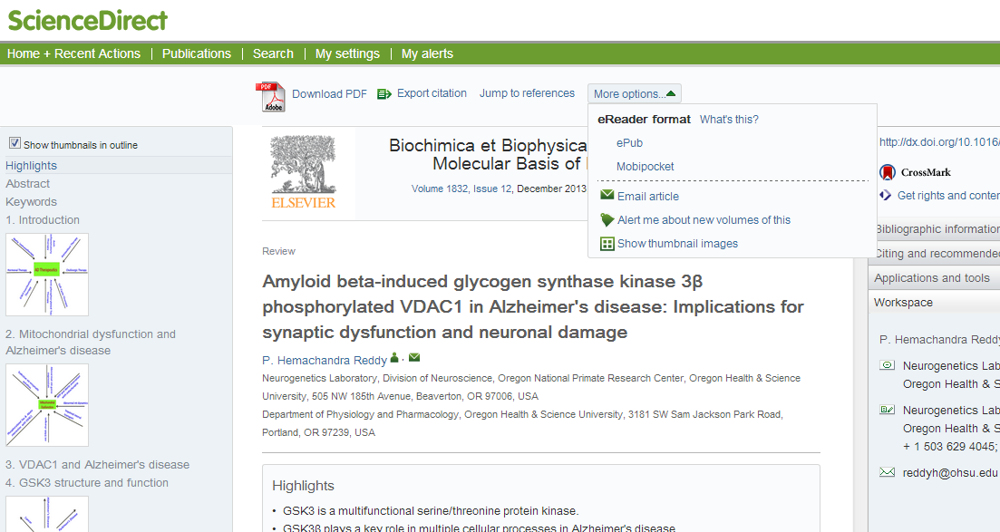 ScienceDirect
Home + Recent Actions | Publications | Search | My settings | My alerts
PDF
Adobe
Download PDF
Export citation
Jump to references
More options...
eReader format What's this?
ePub
Mobipocket
Email article
Alert me about new volumes of this
Show thumbnail images
Show thumbnails in outline
Highlights
Abstract
Keywords
1. Introduction
2. Mitochondrial dysfunction and
Alzheimer's disease
3. VDAC1 and Alzheimer's disease
4. GSK3 structure and function
ELSEVIER
Biochimica et Biophysica
Molecular Basis of
Volume 1832, Issue 12, December 2013
Review
Amyloid beta-induced glycogen synthase kinase 3β
phosphorylated VDAC1 in Alzheimer's disease: Implications for
synaptic dysfunction and neuronal damage
P. Hemachandra Reddy
Neurogenetics Laboratory, Division of Neuroscience, Oregon National Primate Research Center, Oregon Health & Science
University, 505 NW 185th Avenue, Beaverton, OR 97006, USA
Department of Physiology and Pharmacology, Oregon Health & Science University, 3181 SW Sam Jackson Park Road,
Portland, OR 97239, USA
Highlights
• GSK3 is a multifunctional serine/threonine protein kinase.
• GSK3β plays a key role in multiple cellular processes in Alzheimer's disease
http://dx.doi.org/10.1016/
CrossMark
Get rights and conten
Bibliographic information
Citing and recommende
Applications and tools
Workspace
P. Hemachandra Reddy
Neurogenetics Lab
Oregon Health & S
Neurogenetics Lab
Oregon Health & S
+ 1 503 629 4045;
reddyh@ohsu.edu